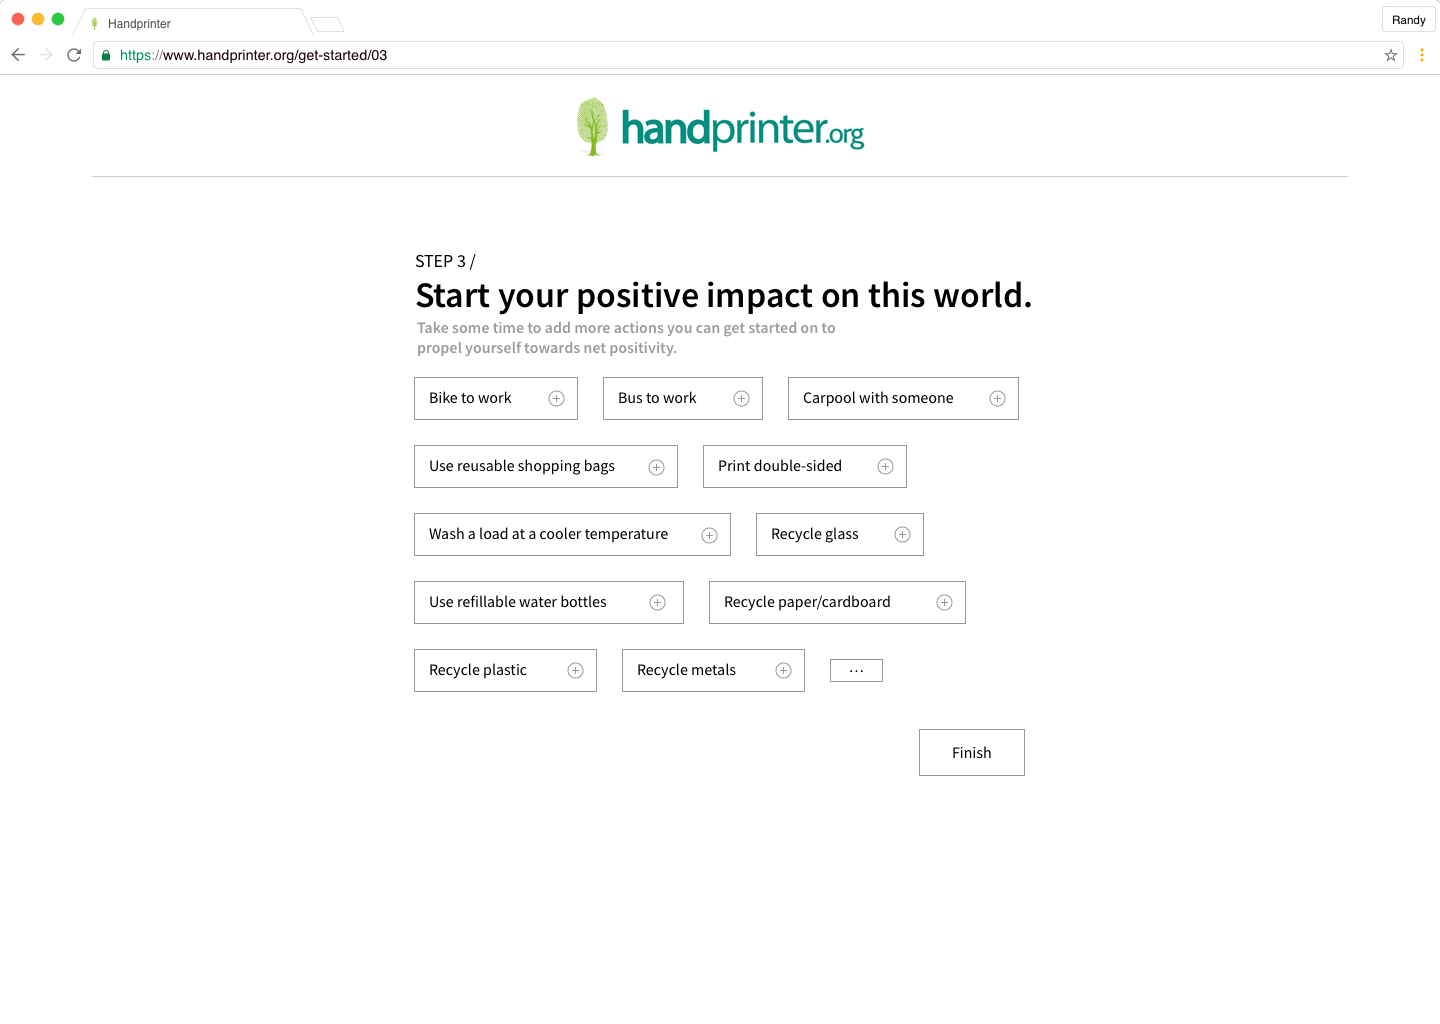 Handprinter
Randy
https://www.handprinter.org/get-started/03
handprinter.org
STEP 3 /
Start your positive impact on this world.
Take some time to add more actions you can get started on to
propel yourself towards net positivity.
Bike to work
Bus to work
Carpool with someone
Use reusable shopping bags
Print double-sided
Wash a load at a cooler temperature
Recycle glass
Use refillable water bottles
Recycle paper/cardboard
Recycle plastic
Recycle metals
...
Finish